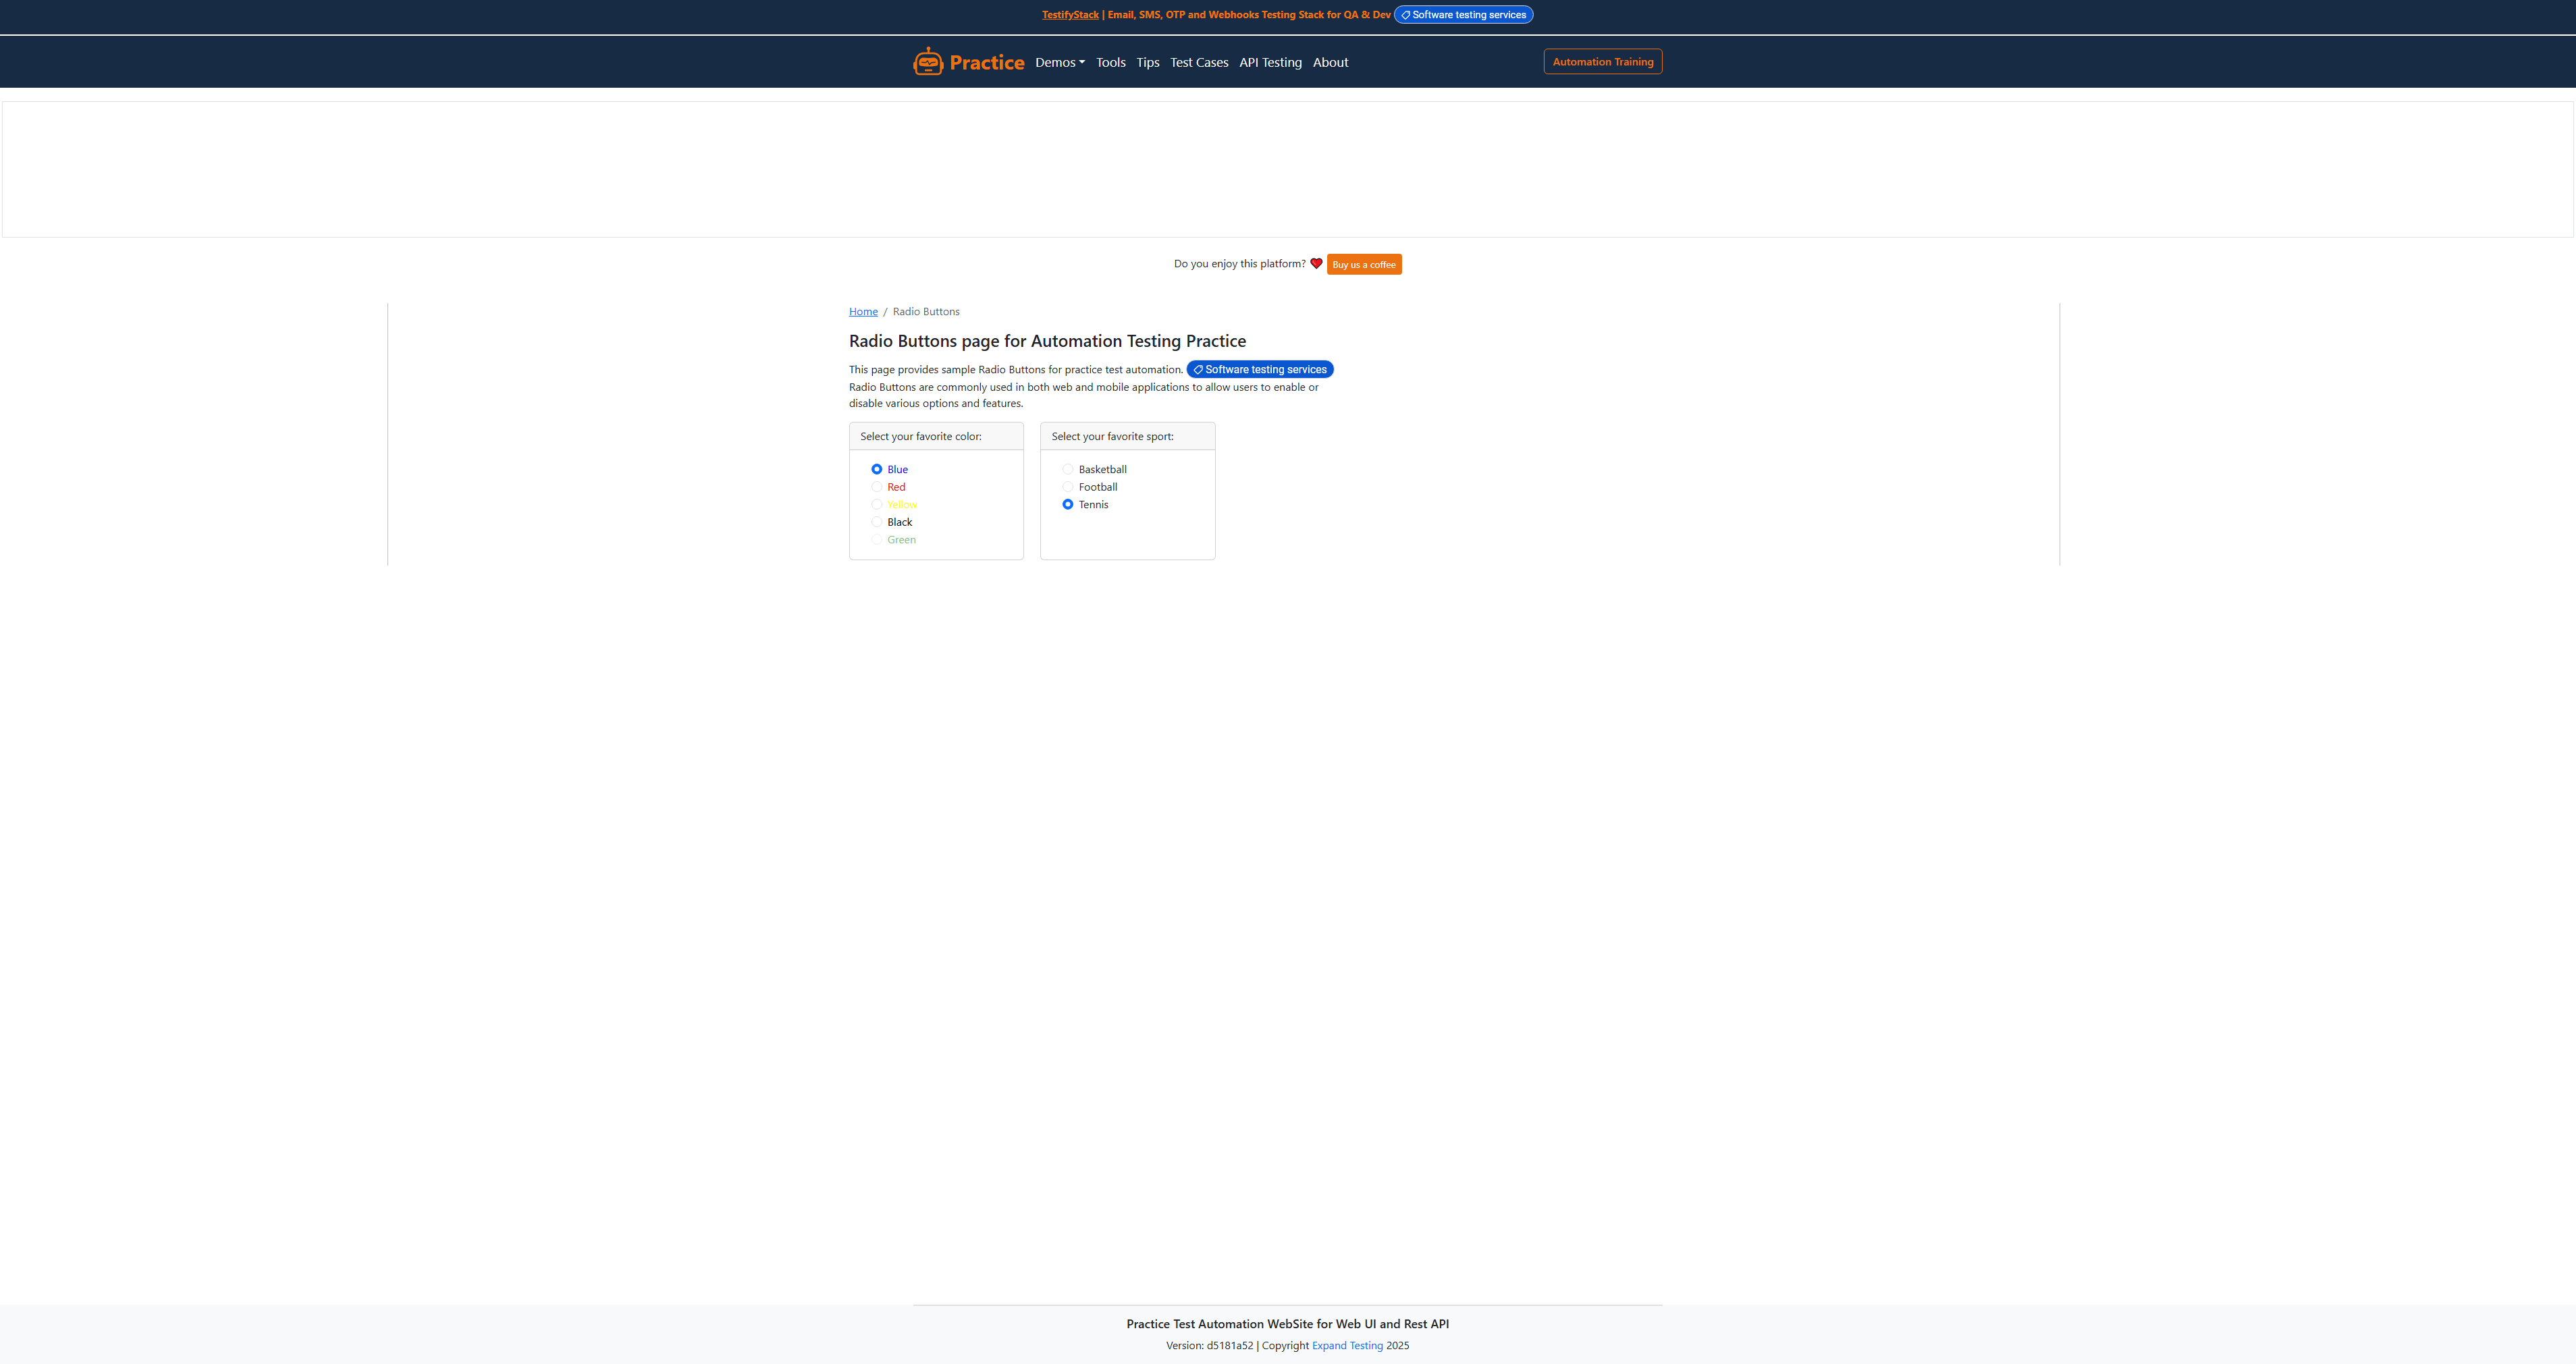 TestifyStack | Email, SMS, OTP and Webhooks Testing Stack for QA & Dev Software testing services
Practice Demos Tools Tips Test Cases API Testing About Automation Training
Do you enjoy this platform? Buy us a coffee
Home / Radio Buttons
Radio Buttons page for Automation Testing Practice
This page provides sample Radio Buttons for practice test automation. Software testing services
Radio Buttons are commonly used in both web and mobile applications to allow users to enable or
disable various options and features.
Select your favorite color:
Blue
Red
Yellow
Black
Green
Select your favorite sport:
Basketball
Football
Tennis
Practice Test Automation WebSite for Web UI and Rest API
Version: d5181a52 | Copyright Expand Testing 2025